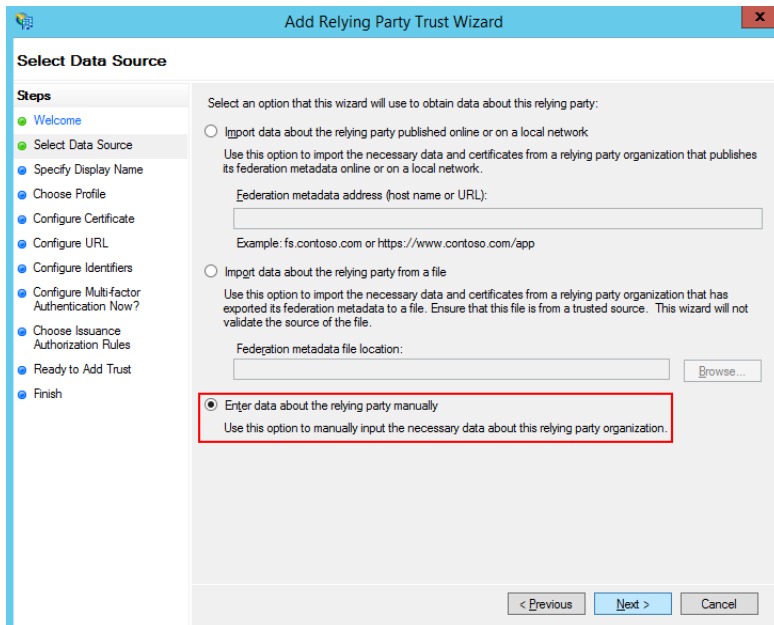 Add Relying Party Trust Wizard
x
Select Data Source
Steps
Welcome
Select Data Source
Specify Display Name
Choose Profile
Configure Certificate
Configure URL
Configure Identifiers
Configure Multi-factor
Authentication Now?
Choose Issuance
Authorization Rules
Ready to Add Trust
Finish
Select an option that this wizard will use to obtain data about this relying party:
Import data about the relying party published online or on a local network
Use this option to import the necessary data and certificates from a relying party organization that publishes
its federation metadata online or on a local network.
Federation metadata address (host name or URL):
Example: fs.contoso.com or https://www.contoso.com/app
Import data about the relying party from a file
Use this option to import the necessary data and certificates from a relying party organization that has
exported its federation metadata to a file. Ensure that this file is from a trusted source. This wizard will not
validate the source of the file.
Federation metadata file location:
Browse...
Enter data about the relying party manually
Use this option to manually input the necessary data about this relying party organization.
< Previous
Next >
Cancel